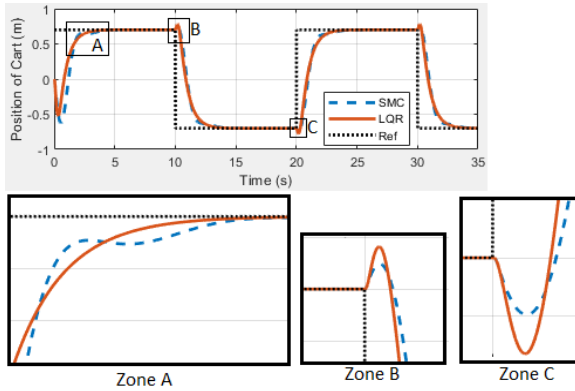 Position of Cart (m)
1
0.5
0
-0.5
-1
A
B
C
SMC
LQR
Ref
0
5
10
15
20
25
30
35
Time (s)
Zone A
Zone B
Zone C